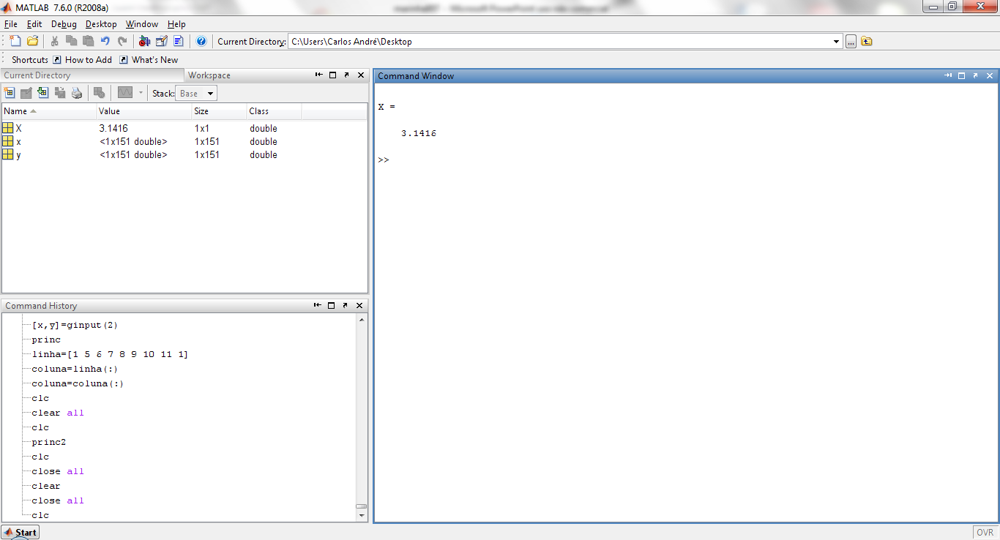 MATLAB 7.6.0 (R2008a)
File Edit Debug Desktop Window Help
Current Directory: C:\Users\Carlos André\Desktop ...
Shortcuts How to Add What's New
Current Directory Workspace
Stack: Base
Name Value Size Class
X 3.1416 1x1 double
x <1x151 double> 1x151 double
y <1x151 double> 1x151 double
Command History
[x,y]=ginput(2)
princ
linha=[1 5 6 7 8 9 10 11 1]
coluna=linha(:)
coluna=coluna(:)
clc
clear all
clc
princ2
clc
close all
clear
close all
clc
Command Window
X =
3.1416
>>
Start
OVR